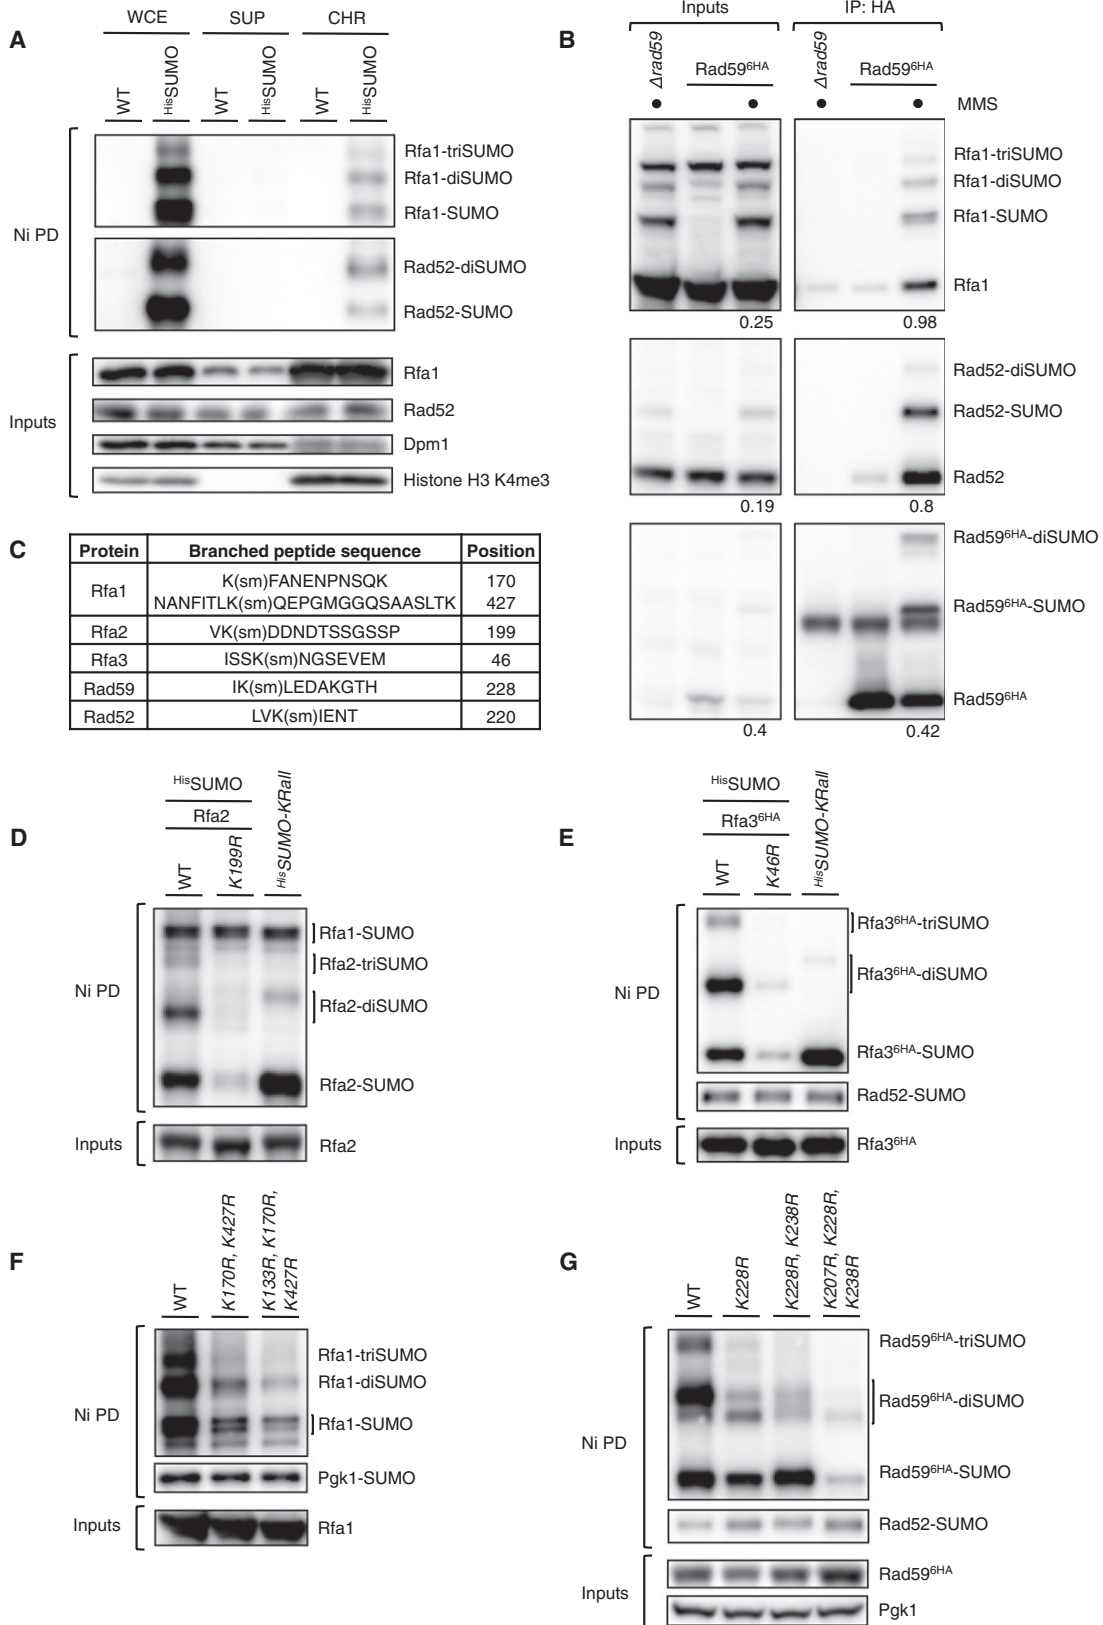 A
WCE SUP CHR
WT HisSUMO WT HisSUMO WT HisSUMO
Ni PD
Rfa1-triSUMO
Rfa1-diSUMO
Rfa1-SUMO
Rad52-diSUMO
Rad52-SUMO
Inputs
Rfa1
Rad52
Dpm1
Histone H3 K4me3
B
Inputs IP: HA
Δrad59 Rad59⁶ᴴᴬ Δrad59 Rad59⁶ᴴᴬ
● ● ● ● MMS
Rfa1-triSUMO
Rfa1-diSUMO
Rfa1-SUMO
Rfa1
0.25 0.98
Rad52-diSUMO
Rad52-SUMO
Rad52
0.19 0.8
Rad59⁶ᴴᴬ-diSUMO
Rad59⁶ᴴᴬ-SUMO
Rad59⁶ᴴᴬ
0.4 0.42
C
Protein Branched peptide sequence Position
Rfa1 K(sm)FANENPNSQK 170
NANFITLK(sm)QEPGMGGQSAASLTK 427
Rfa2 VK(sm)DDNDTSSGSSP 199
Rfa3 ISSK(sm)NGSEVEM 46
Rad59 IK(sm)LEDAKGTH 228
Rad52 LVK(sm)IENT 220
D
HisSUMO
Rfa2
WT K199R HisSUMO-KRall
Ni PD
Rfa1-SUMO
Rfa2-triSUMO
Rfa2-diSUMO
Rfa2-SUMO
Inputs Rfa2
E
HisSUMO
Rfa3⁶ᴴᴬ
WT K46R HisSUMO-KRall
Ni PD
Rfa3⁶ᴴᴬ-triSUMO
Rfa3⁶ᴴᴬ-diSUMO
Rfa3⁶ᴴᴬ-SUMO
Rad52-SUMO
Inputs Rfa3⁶ᴴᴬ
F
WT
K170R, K427R
K133R, K170R,
K427R
Ni PD
Rfa1-triSUMO
Rfa1-diSUMO
Rfa1-SUMO
Pgk1-SUMO
Inputs Rfa1
G
WT
K228R
K228R, K238R
K207R, K228R,
K238R
Ni PD
Rad59⁶ᴴᴬ-triSUMO
Rad59⁶ᴴᴬ-diSUMO
Rad59⁶ᴴᴬ-SUMO
Rad52-SUMO
Inputs
Rad59⁶ᴴᴬ
Pgk1